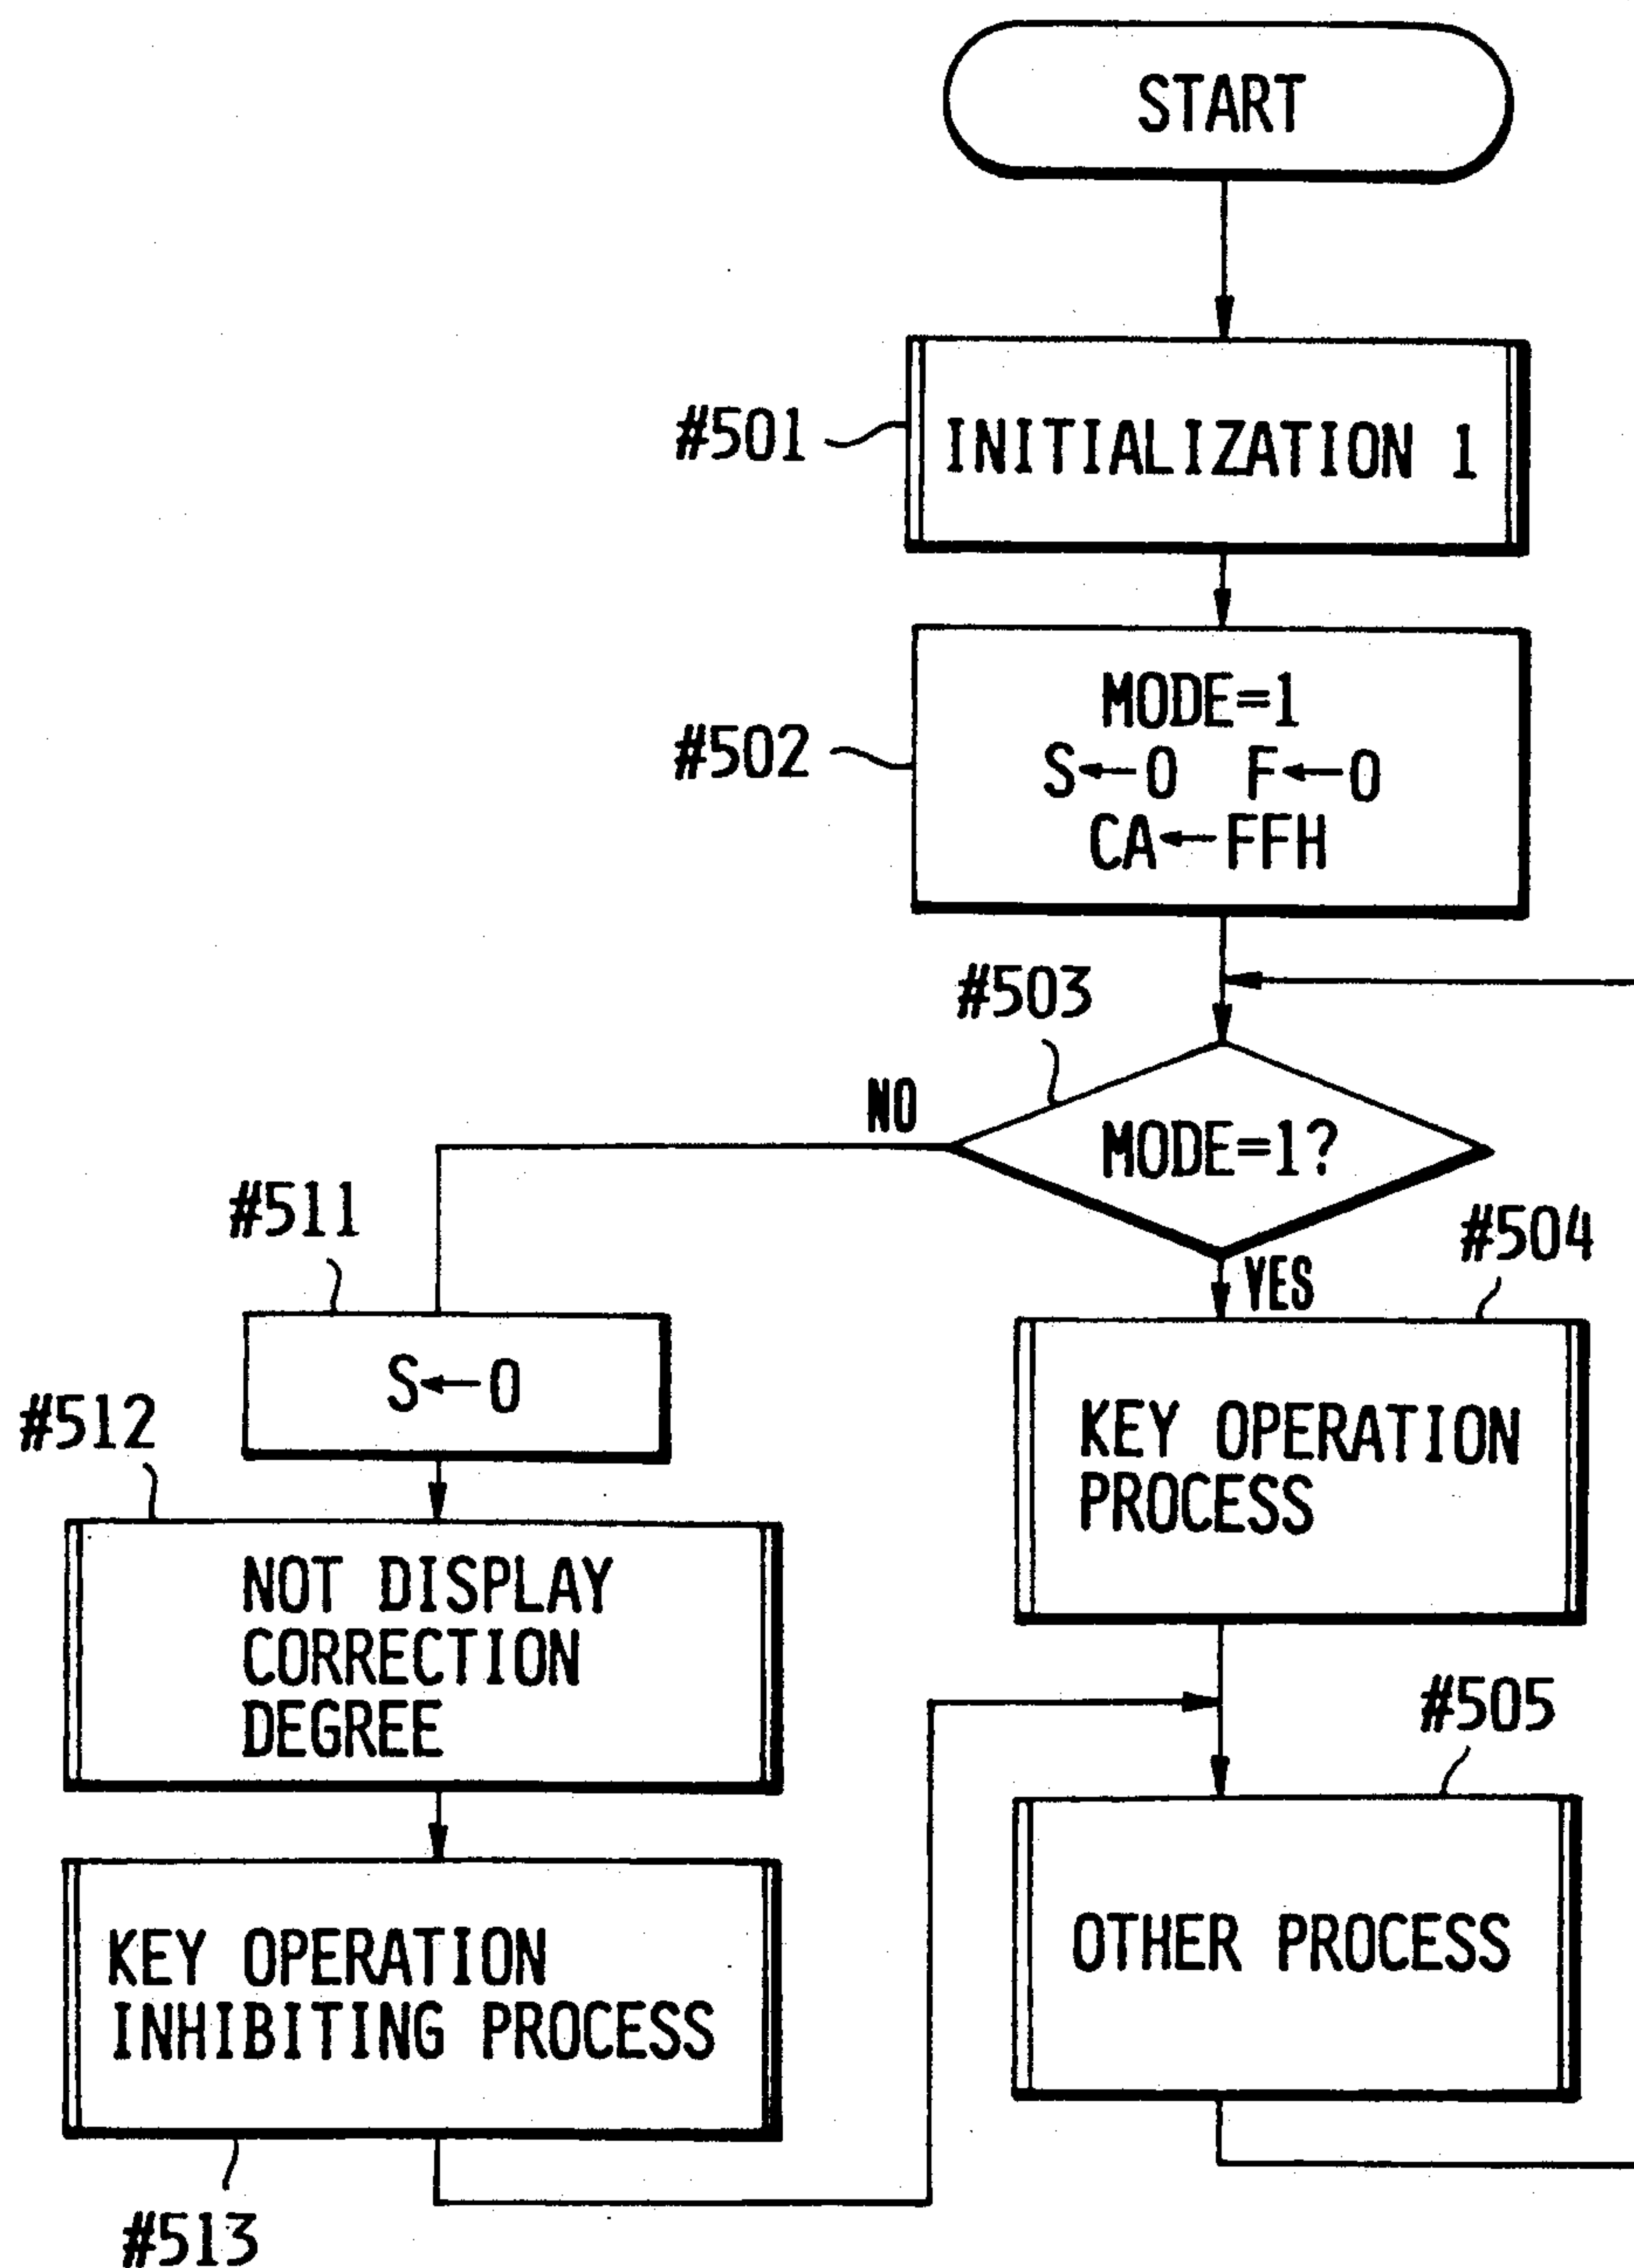 START
#501
INITIALIZATION 1
#502
MODE=1
S←0 F←0
CA←FFH
#503
NO
MODE=1?
YES
#504
KEY OPERATION
PROCESS
#511
S←0
#512
NOT DISPLAY
CORRECTION
DEGREE
#505
OTHER PROCESS
KEY OPERATION
INHIBITING PROCESS
#513